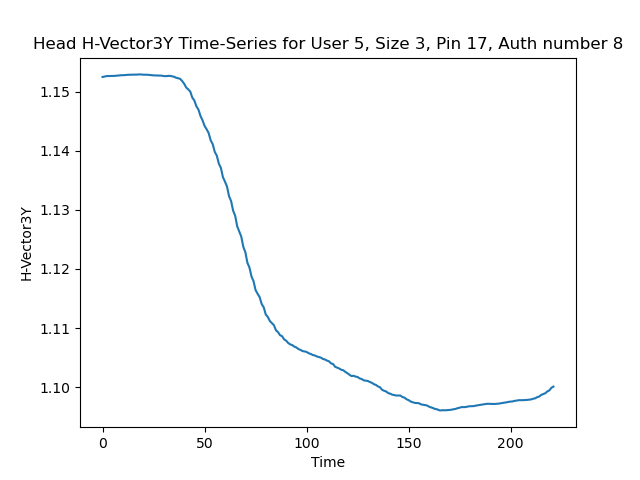 Head H-Vector3Y Time-Series for User 5, Size 3, Pin 17, Auth number 8
H-Vector3Y
1.15
1.14
1.13
1.12
1.11
1.10
0 50 100 150 200
Time